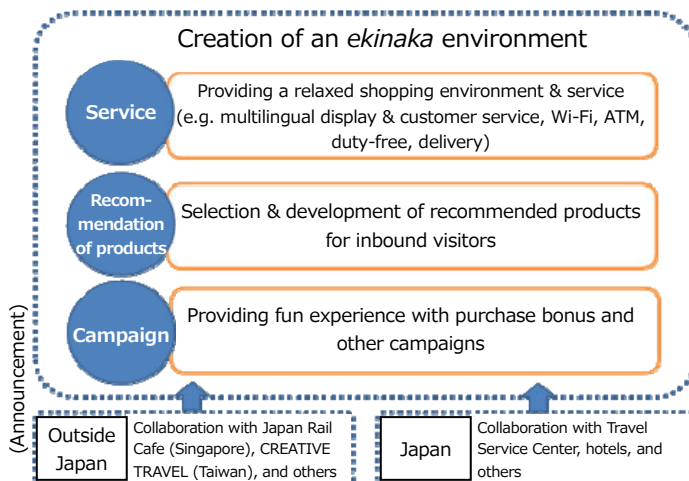 Creation of an ekinaka environment
Service
Providing a relaxed shopping environment & service
(e.g. multilingual display & customer service, Wi-Fi, ATM,
duty-free, delivery)
Recom-
mendation
of products
Selection & development of recommended products
for inbound visitors
Campaign
Providing fun experience with purchase bonus and
other campaigns
(Announcement)
Outside
Japan
Collaboration with Japan Rail
Cafe (Singapore), CREATIVE
TRAVEL (Taiwan), and others
Japan
Collaboration with Travel
Service Center, hotels, and
others